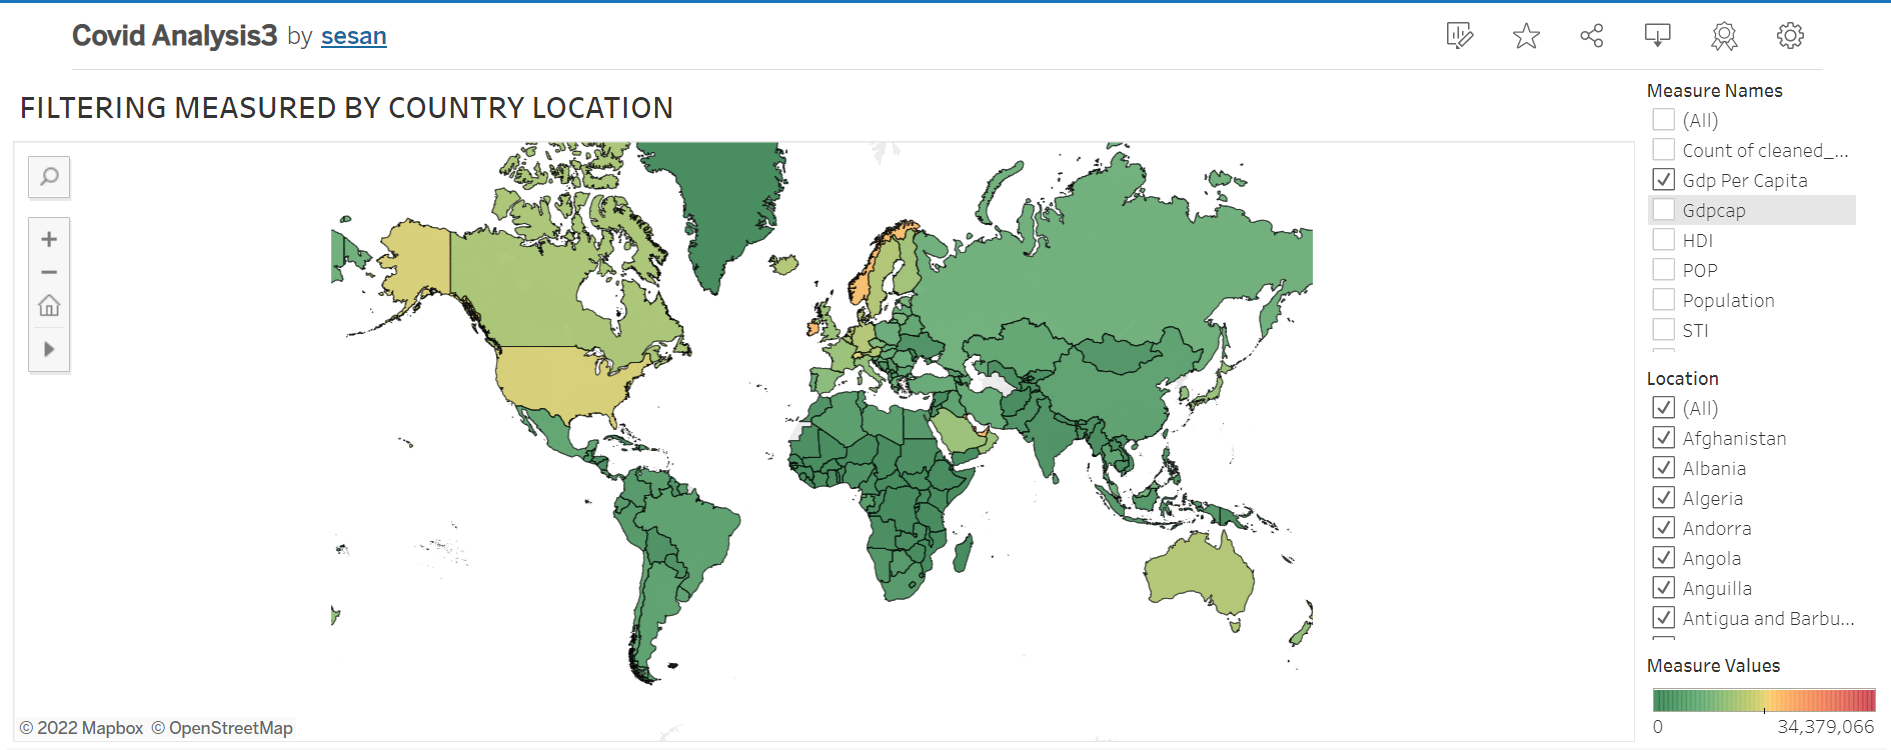 Covid Analysis3 by sesan
FILTERING MEASURED BY COUNTRY LOCATION
Measure Names
(All)
Count of cleaned_...
Gdp Per Capita
Gdpcap
HDI
POP
Population
STI
Location
(All)
Afghanistan
Albania
Algeria
Andorra
Angola
Anguilla
Antigua and Barbu...
Measure Values
0 34,379,066
© 2022 Mapbox © OpenStreetMap